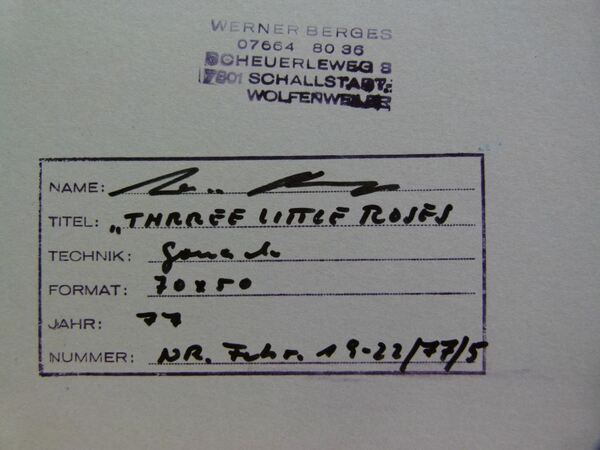 WERNER BERGES
07664 80 36
SCHEUERLEWEG 8
7801 SCHALLSTADT-
WOLFENWEILER
NAME:
TITEL: „THRREE LITTLE ROSES
TECHNIK: Gouache
FORMAT: 70x50
JAHR: 77
NUMMER: NR. Febr. 19-22/77/5